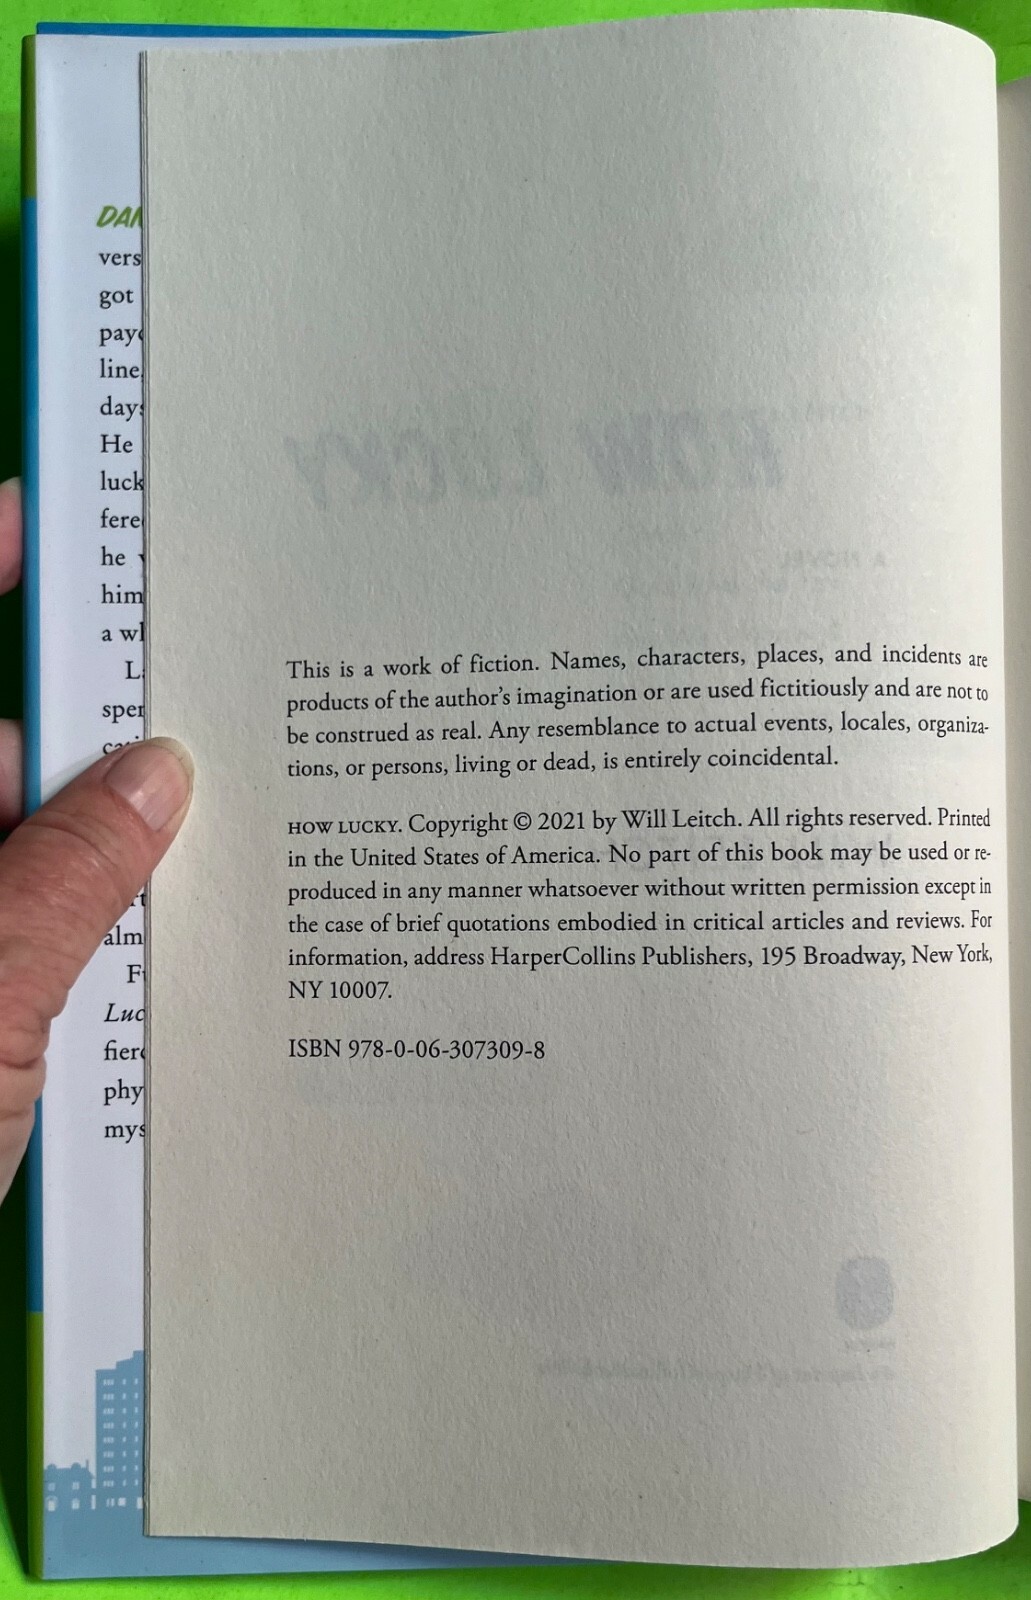 DAN
vers
got
payc
line,
days
He
luck
fere
he
him
a wl
L
sper
alm
F
Luc
fierc
phy
mys
HOW LUCKY
A NOVEL
This is a work of fiction. Names, characters, places, and incidents are
products of the author's imagination or are used fictitiously and are not to
be construed as real. Any resemblance to actual events, locales, organiza-
tions, or persons, living or dead, is entirely coincidental.
HOW LUCKY. Copyright © 2021 by Will Leitch. All rights reserved. Printed
in the United States of America. No part of this book may be used or re-
produced in any manner whatsoever without written permission except in
the case of brief quotations embodied in critical articles and reviews. For
information, address HarperCollins Publishers, 195 Broadway, New York,
NY 10007.
ISBN 978-0-06-307309-8